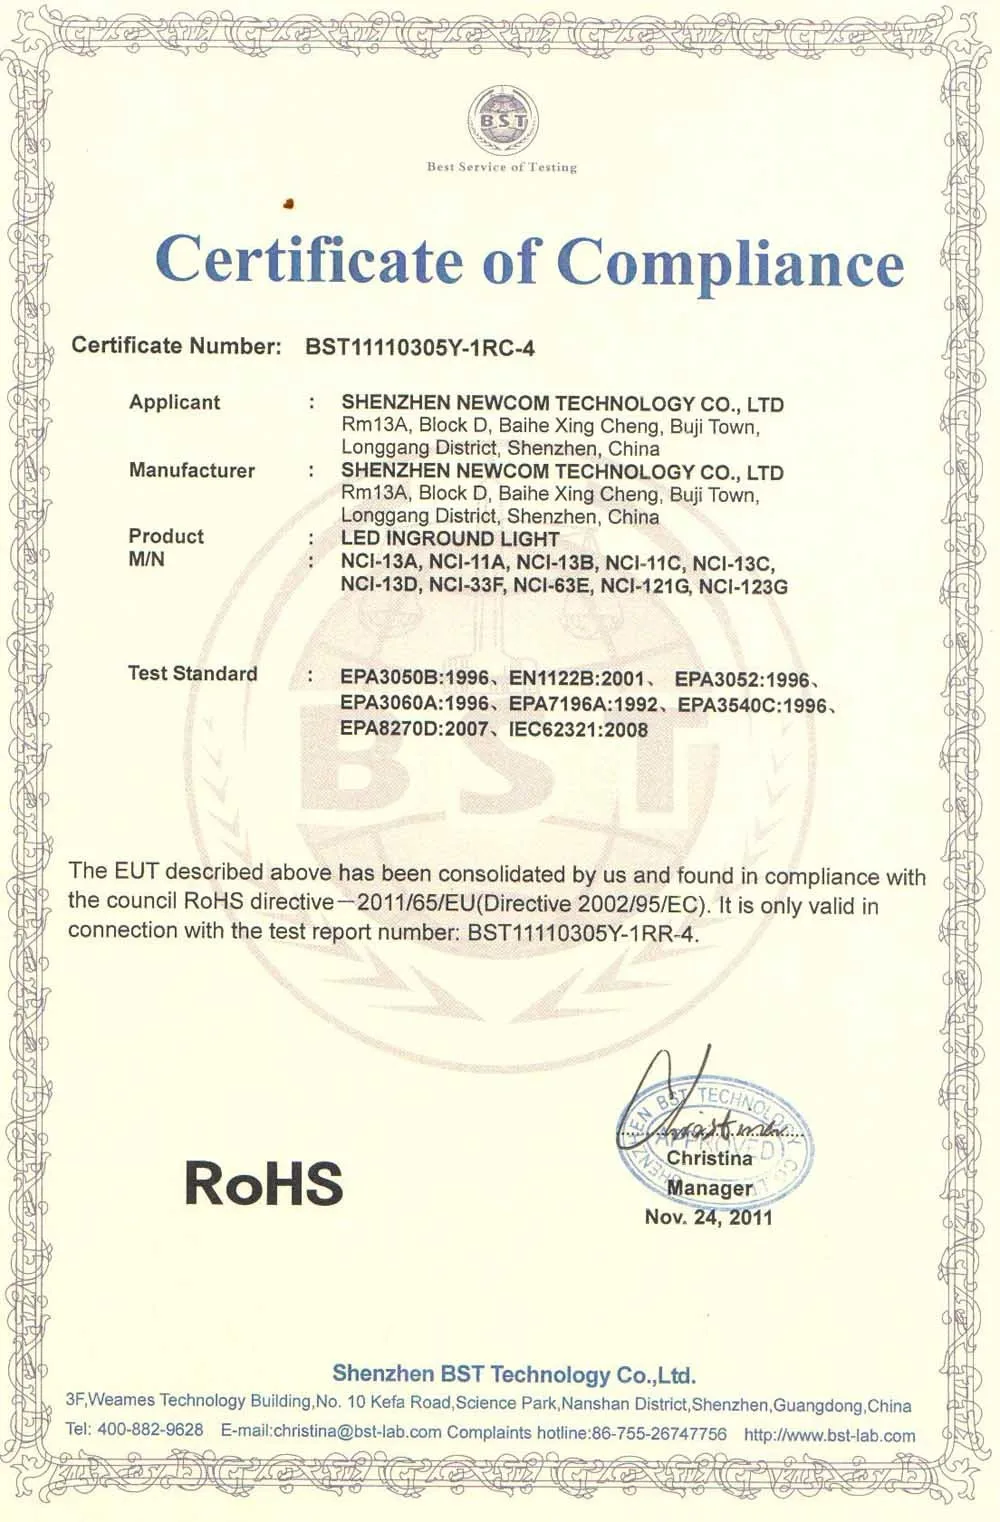 BST
Best Service of Testing
Certificate of Compliance
Certificate Number: BST11110305Y-1RC-4
Applicant : SHENZHEN NEWCOM TECHNOLOGY CO., LTD
Rm13A, Block D, Baihe Xing Cheng, Buji Town,
Longgang District, Shenzhen, China
Manufacturer : SHENZHEN NEWCOM TECHNOLOGY CO., LTD
Rm13A, Block D, Baihe Xing Cheng, Buji Town,
Longgang District, Shenzhen, China
Product : LED INGROUND LIGHT
M/N : NCI-13A, NCI-11A, NCI-13B, NCI-11C, NCI-13C,
NCI-13D, NCI-33F, NCI-63E, NCI-121G, NCI-123G
Test Standard : EPA3050B:1996、EN1122B:2001、 EPA3052:1996、
EPA3060A:1996、EPA7196A:1992、EPA3540C:1996、
EPA8270D:2007、IEC62321:2008
BST
The EUT described above has been consolidated by us and found in compliance with
the council RoHS directive－2011/65/EU(Directive 2002/95/EC). It is only valid in
connection with the test report number: BST11110305Y-1RR-4.
SHENZHEN BST TECHNOLOGY CO.,LTD
APPROVED
Christina
Christina
Manager
Nov. 24, 2011
RoHS
Shenzhen BST Technology Co.,Ltd.
3F,Weames Technology Building,No. 10 Kefa Road,Science Park,Nanshan District,Shenzhen,Guangdong,China
Tel: 400-882-9628 E-mail:christina@bst-lab.com Complaints hotline:86-755-26747756 http://www.bst-lab.com